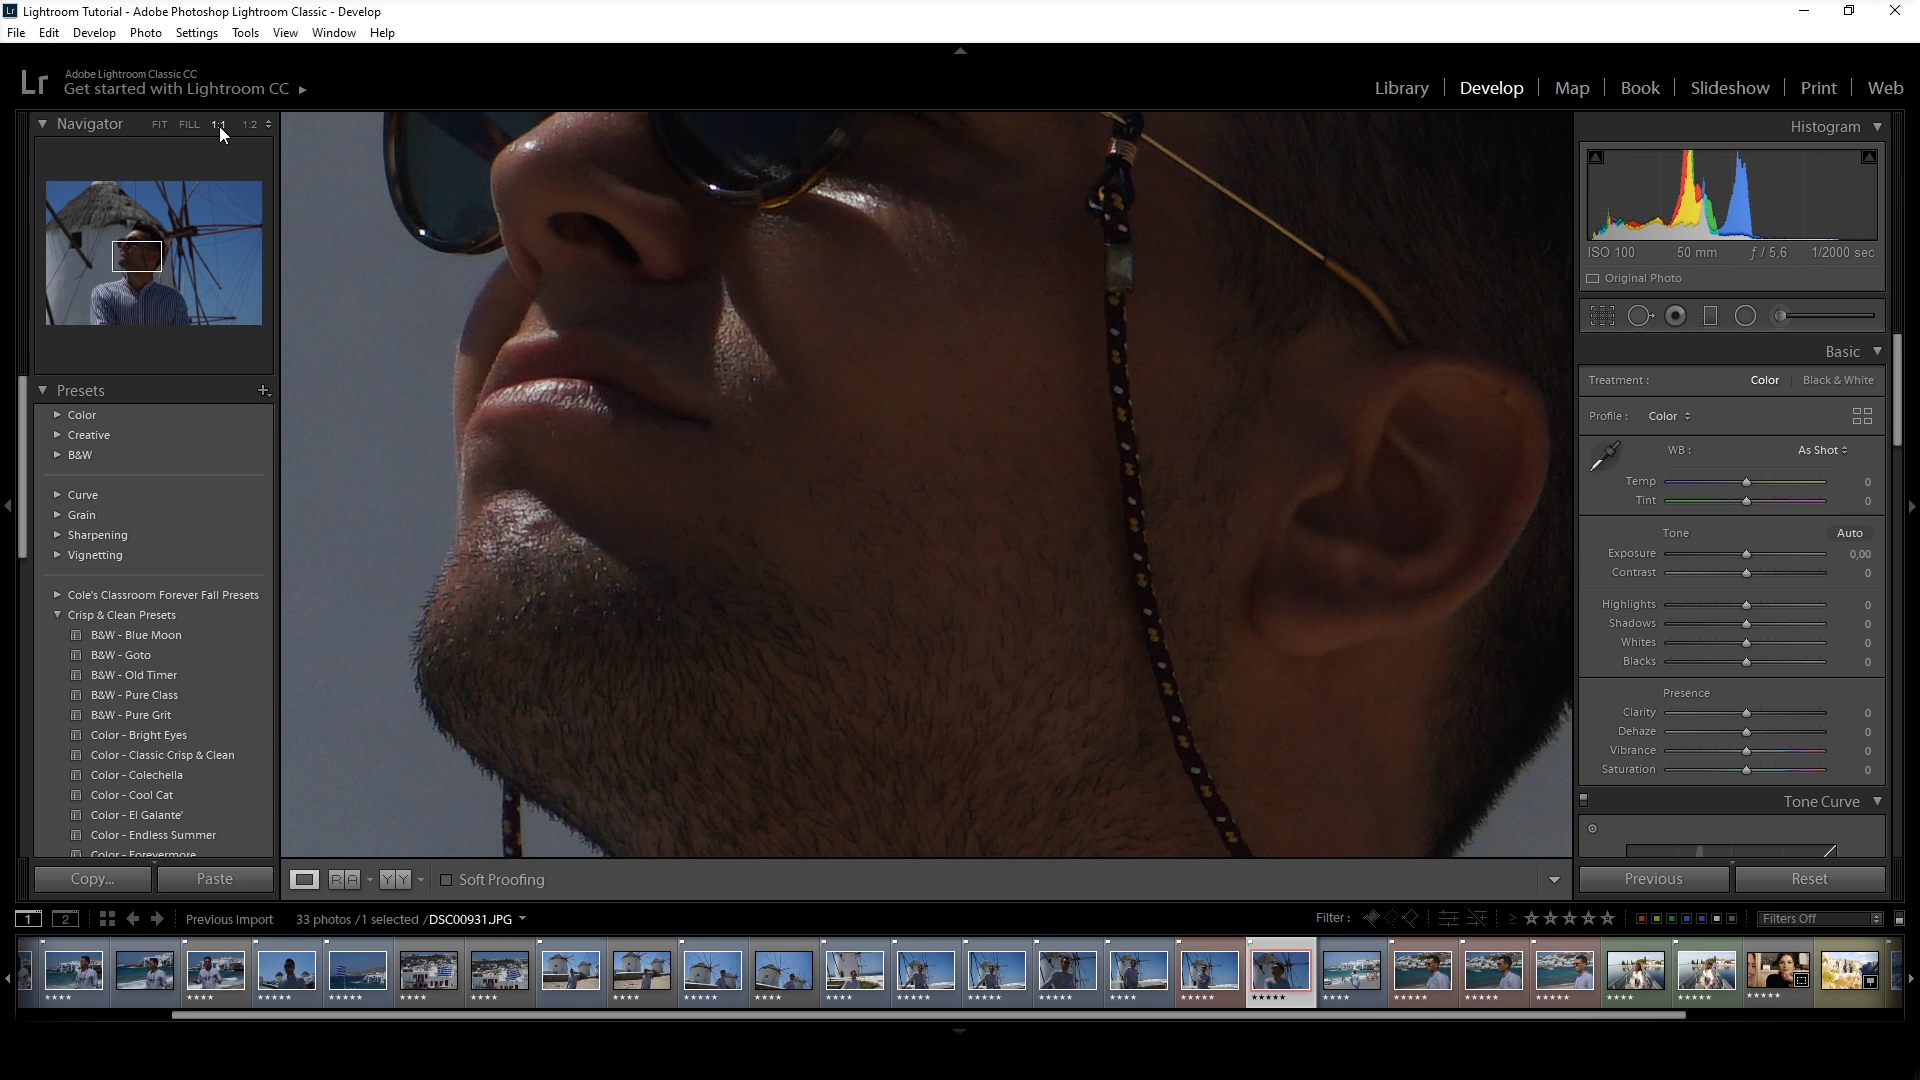 Lightroom Tutorial - Adobe Photoshop Lightroom Classic - Develop
File Edit Develop Photo Settings Tools View Window Help
Lr
Adobe Lightroom Classic CC
Get started with Lightroom CC
Library Develop Map Book Slideshow Print Web
Navigator FIT FILL 1:1 1:2
Histogram
ISO 100 50 mm ƒ / 5,6 1/2000 sec
Original Photo
Basic
Treatment : Color Black & White
Profile : Color
WB : As Shot
Temp 0
Tint 0
Tone Auto
Exposure 0,00
Contrast 0
Highlights 0
Shadows 0
Whites 0
Blacks 0
Presence
Clarity 0
Dehaze 0
Vibrance 0
Saturation 0
Tone Curve
Presets
Color
Creative
B&W
Curve
Grain
Sharpening
Vignetting
Cole's Classroom Forever Fall Presets
Crisp & Clean Presets
B&W - Blue Moon
B&W - Goto
B&W - Old Timer
B&W - Pure Class
B&W - Pure Grit
Color - Bright Eyes
Color - Classic Crisp & Clean
Color - Colechella
Color - Cool Cat
Color - El Galante'
Color - Endless Summer
Color - Forevermore
Copy... Paste
RA YY Soft Proofing
Previous Reset
1 2 Previous Import 33 photos / 1 selected / DSC00931.JPG
Filter : Filters Off